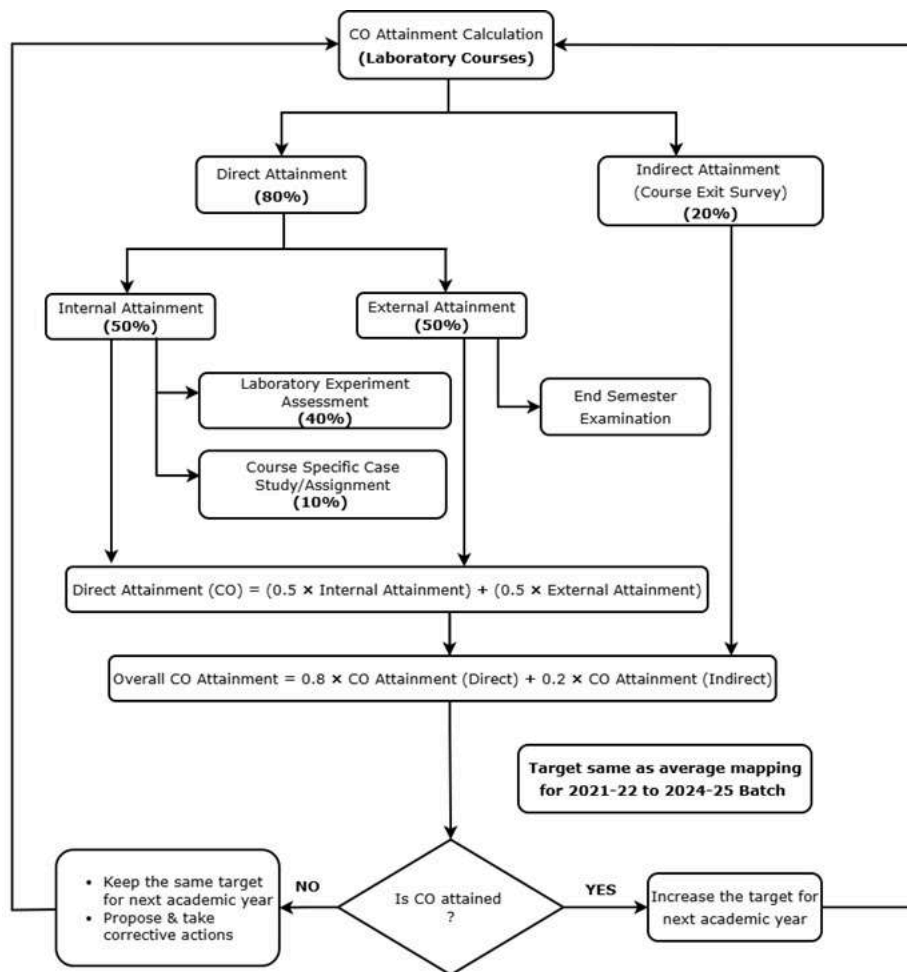 CO Attainment Calculation
(Laboratory Courses)
Direct Attainment
(80%)
Indirect Attainment
(Course Exit Survey)
(20%)
Internal Attainment
(50%)
External Attainment
(50%)
Laboratory Experiment
Assessment
(40%)
End Semester
Examination
Course Specific Case
Study/Assignment
(10%)
Direct Attainment (CO) = (0.5 × Internal Attainment) + (0.5 × External Attainment)
Overall CO Attainment = 0.8 × CO Attainment (Direct) + 0.2 × CO Attainment (Indirect)
Target same as average mapping
for 2021-22 to 2024-25 Batch
• Keep the same target
for next academic year
• Propose & take
corrective actions
NO
Is CO attained
?
YES
Increase the target for
next academic year